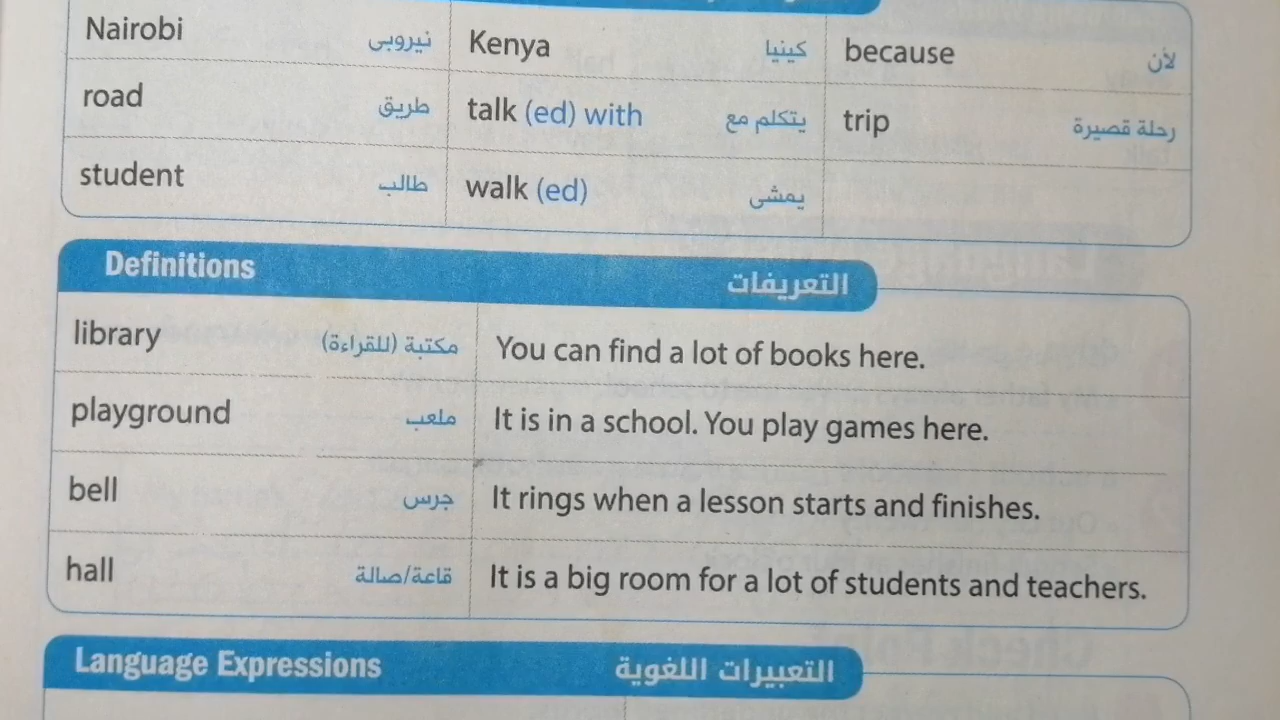 Nairobi نيروبى Kenya كينيا because لأن
road طريق talk (ed) with يتكلم مع trip رحلة قصيرة
student طالب walk (ed) يمشى
Definitions التعريفات
library مكتبة (للقراءة) You can find a lot of books here.
playground ملعب It is in a school. You play games here.
bell جرس It rings when a lesson starts and finishes.
hall قاعة/صالة It is a big room for a lot of students and teachers.
Language Expressions التعبيرات اللغوية